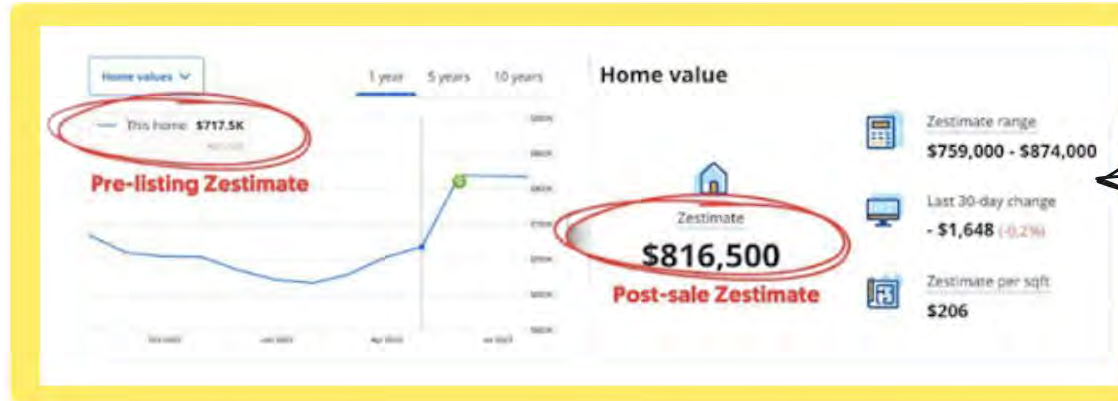 Home values
1 year 5 years 10 years
This home $717.5K
Pre-listing Zestimate
Home value
Zestimate
$816,500
Post-sale Zestimate
Zestimate range
$759,000 - $874,000
Last 30-day change
- $1,648 (-0.2%)
Zestimate per sqft
$206